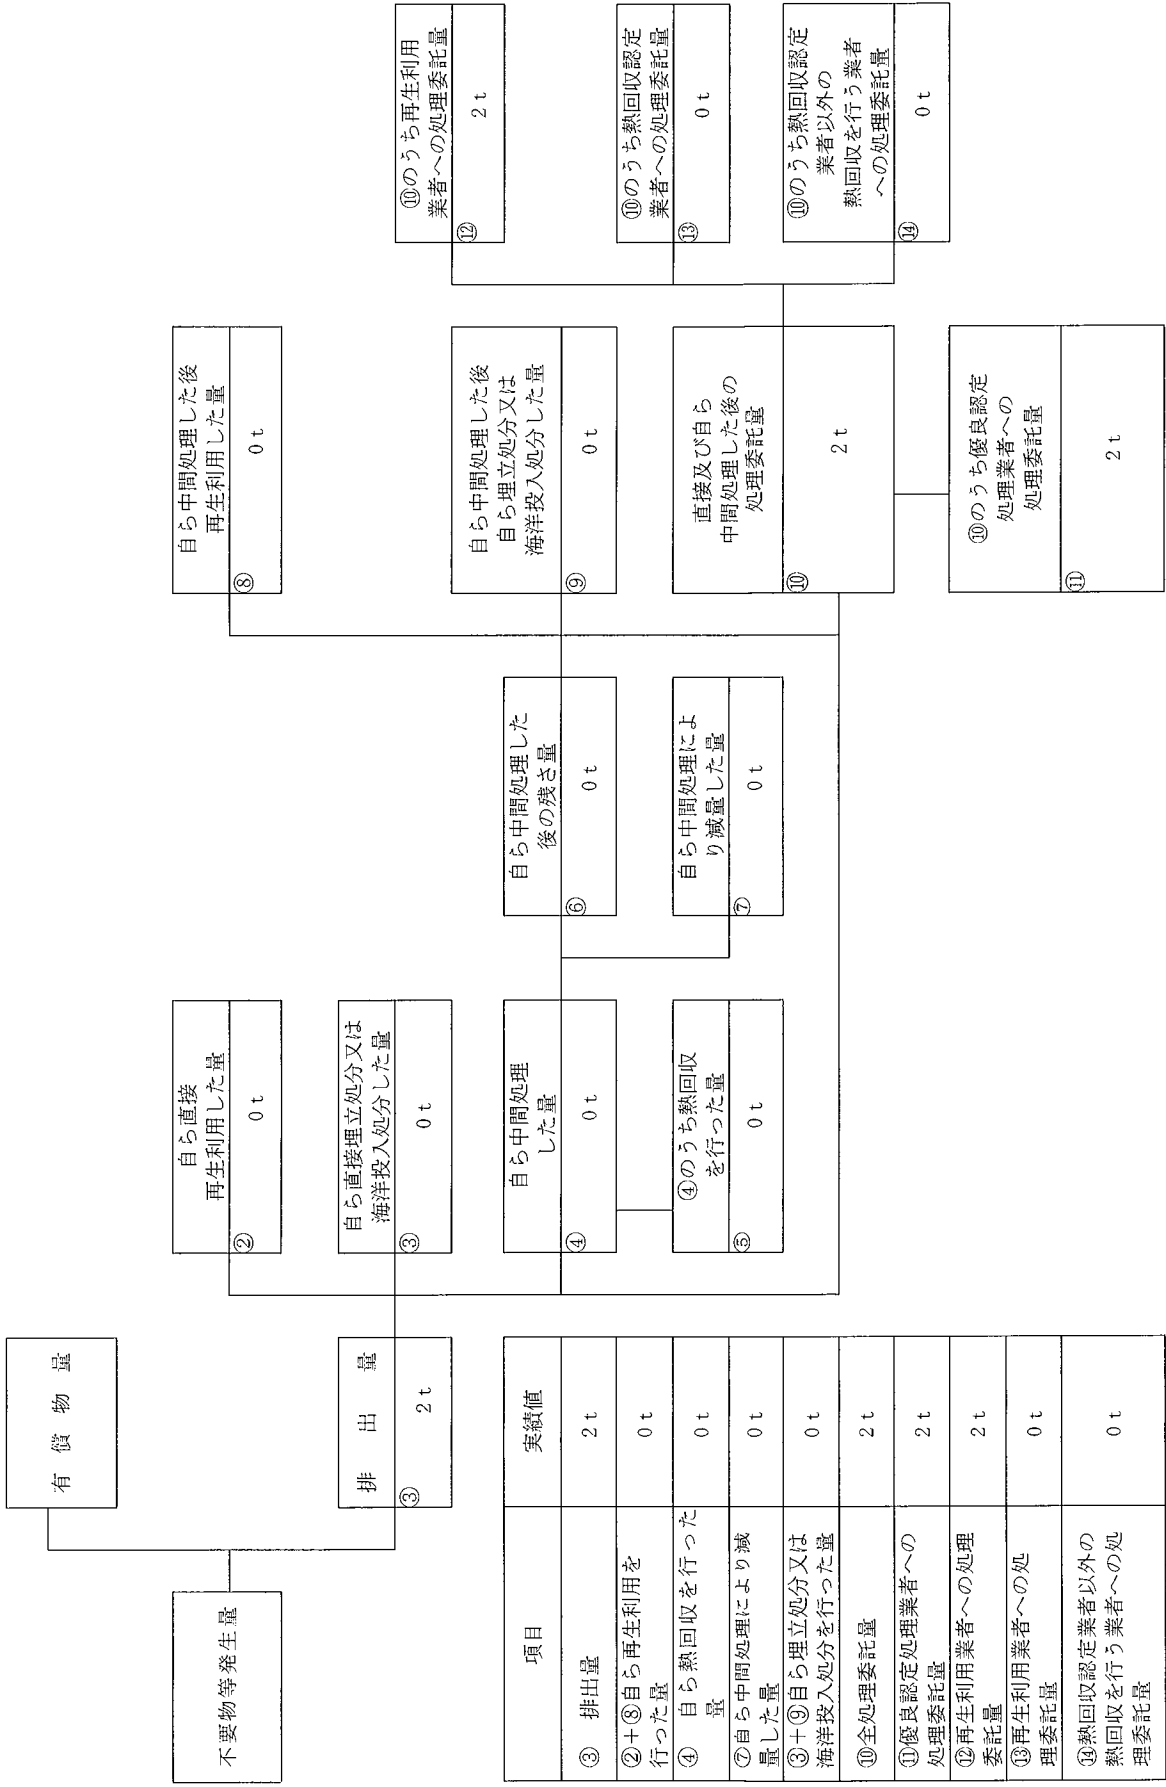 有償物量
不要物等発生量
排出量
③
2t
自ら直接
再生利用した量
②
0t
自ら直接埋立処分又は
海洋投入処分した量
③
0t
自ら中間処理
した量
④
0t
④のうち熱回収
を行った量
⑤
0t
自ら中間処理した
後の残さ量
⑥
0t
自ら中間処理によ
り減量した量
⑦
0t
自ら中間処理した後
再生利用した量
⑧
0t
自ら中間処理した後
自ら埋立処分又は
海洋投入処分した量
⑨
0t
直接及び自ら
中間処理した後の
処理委託量
⑩
2t
⑩のうち優良認定
処理業者への
処理委託量
⑪
2t
⑩のうち再生利用
業者への処理委託量
⑫
2t
⑩のうち熱回収認定
業者への処理委託量
⑬
0t
⑩のうち熱回収認定
業者以外の
熱回収を行う業者
への処理委託量
⑭
0t
項目 実績値
③ 排出量 2t
②+⑧自ら再生利用を
行った量 0t
④ 自ら熱回収を行った
量 0t
⑦自ら中間処理により減
量した量 0t
③+⑨自ら埋立処分又は
海洋投入処分を行った量 0t
⑩全処理委託量 2t
⑪優良認定処理業者への
処理委託量 2t
⑫再生利用業者への処理
委託量 2t
⑬再生利用業者への処
理委託量 0t
⑭熱回収認定業者以外の
熱回収を行う業者への処
理委託量 0t